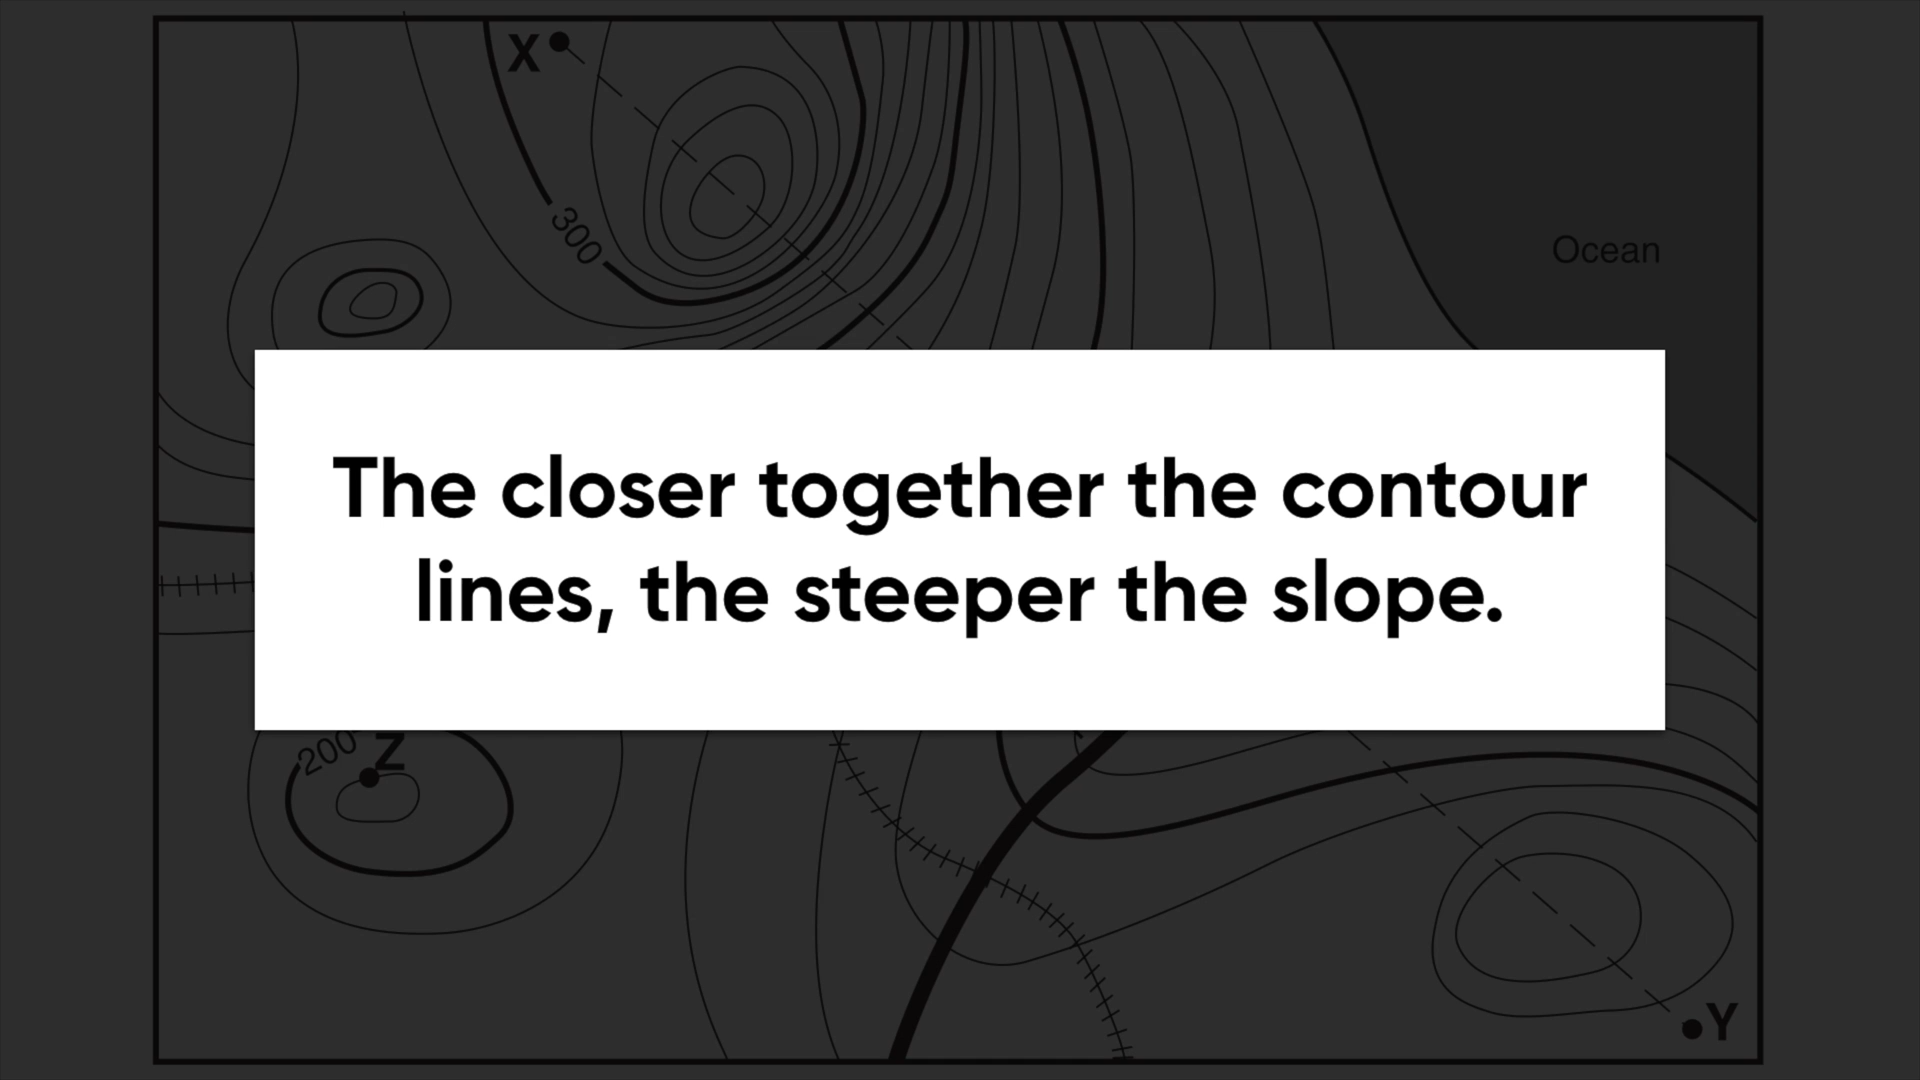 X
300
Ocean
The closer together the contour
lines, the steeper the slope.
200
Z
Y